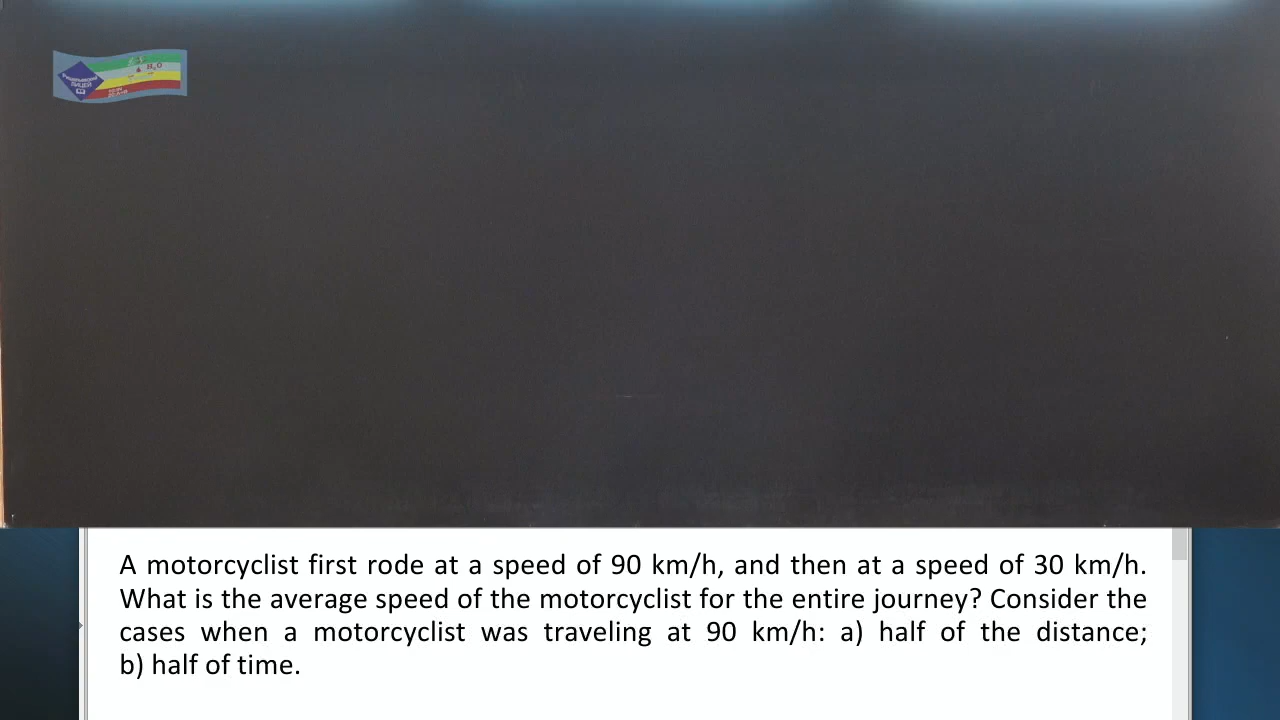 ЛИЦЕЙ
H₂O
A motorcyclist first rode at a speed of 90 km/h, and then at a speed of 30 km/h.
What is the average speed of the motorcyclist for the entire journey? Consider the
cases when a motorcyclist was traveling at 90 km/h: a) half of the distance;
b) half of time.